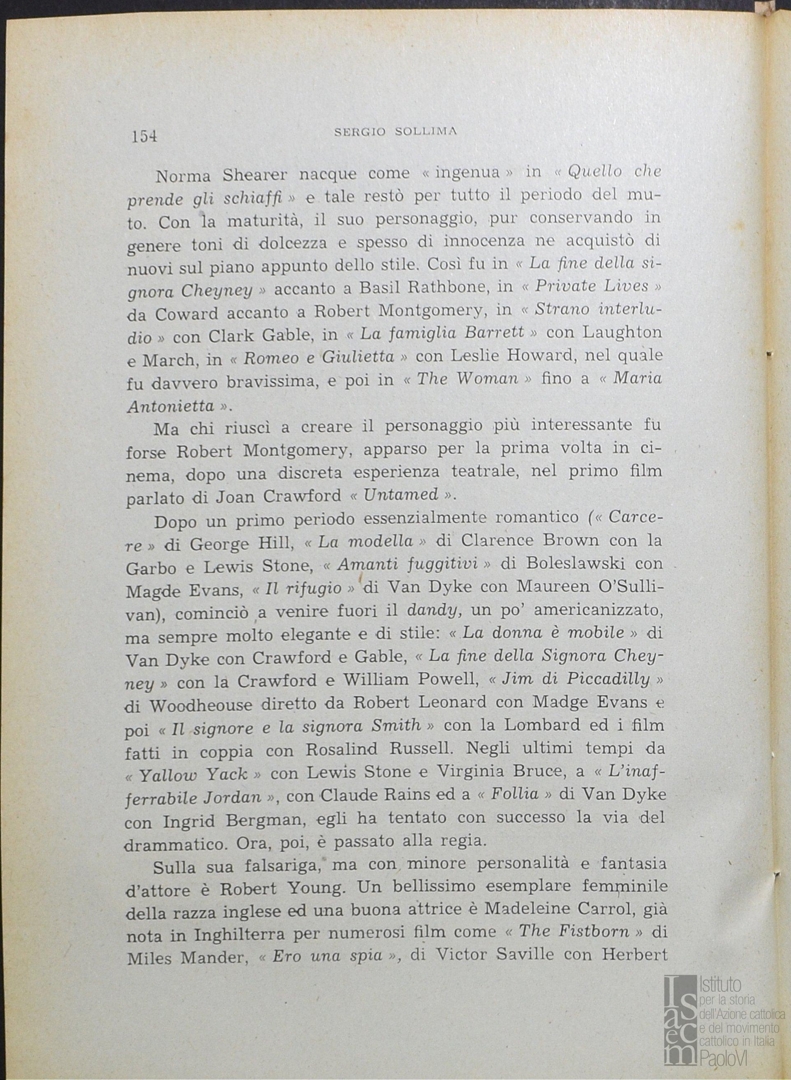 154
SERGIO SOLLIMA
Norma Shearer nacque come « ingenua » in « Quello che
prende gli schiaffi » e tale restò per tutto il periodo del mu-
to. Con la maturità, il suo personaggio, pur conservando in
genere toni di dolcezza e spesso di innocenza ne acquistò di
nuovi sul piano appunto dello stile. Così fu in « La fine della si-
gnora Cheyney » accanto a Basil Rathbone, in « Private Lives »
da Coward accanto a Robert Montgomery, in « Strano interlu-
dio » con Clark Gable, in « La famiglia Barrett » con Laughton
e March, in « Romeo e Giulietta » con Leslie Howard, nel quale
fu davvero bravissima, e poi in « The Woman » fino a « Maria
Antonietta ».
Ma chi riuscì a creare il personaggio più interessante fu
forse Robert Montgomery, apparso per la prima volta in ci-
nema, dopo una discreta esperienza teatrale, nel primo film
parlato di Joan Crawford « Untamed ».
Dopo un primo periodo essenzialmente romantico (« Carce-
re » di George Hill, « La modella » di Clarence Brown con la
Garbo e Lewis Stone, « Amanti fuggitivi » di Boleslawski con
Magde Evans, « Il rifugio » di Van Dyke con Maureen O'Sulli-
van), cominciò a venire fuori il dandy, un po' americanizzato,
ma sempre molto elegante e di stile: « La donna è mobile » di
Van Dyke con Crawford e Gable, « La fine della Signora Chey-
ney » con la Crawford e William Powell, « Jim di Piccadilly »
di Woodheouse diretto da Robert Leonard con Madge Evans e
poi « Il signore e la signora Smith » con la Lombard ed i film
fatti in coppia con Rosalind Russell. Negli ultimi tempi da
« Yallow Yack » con Lewis Stone e Virginia Bruce, a « L'inaf-
ferrabile Jordan », con Claude Rains ed a « Follia » di Van Dyke
con Ingrid Bergman, egli ha tentato con successo la via del
drammatico. Ora, poi, è passato alla regia.
Sulla sua falsariga, ma con minore personalità e fantasia
d'attore è Robert Young. Un bellissimo esemplare femminile
della razza inglese ed una buona attrice è Madeleine Carrol, già
nota in Inghilterra per numerosi film come « The Fistborn » di
Miles Mander, « Ero una spia », di Victor Saville con Herbert
Isacem
Istituto
per la storia
dell'Azione cattolica
e del movimento
cattolico in Italia
PaoloVI